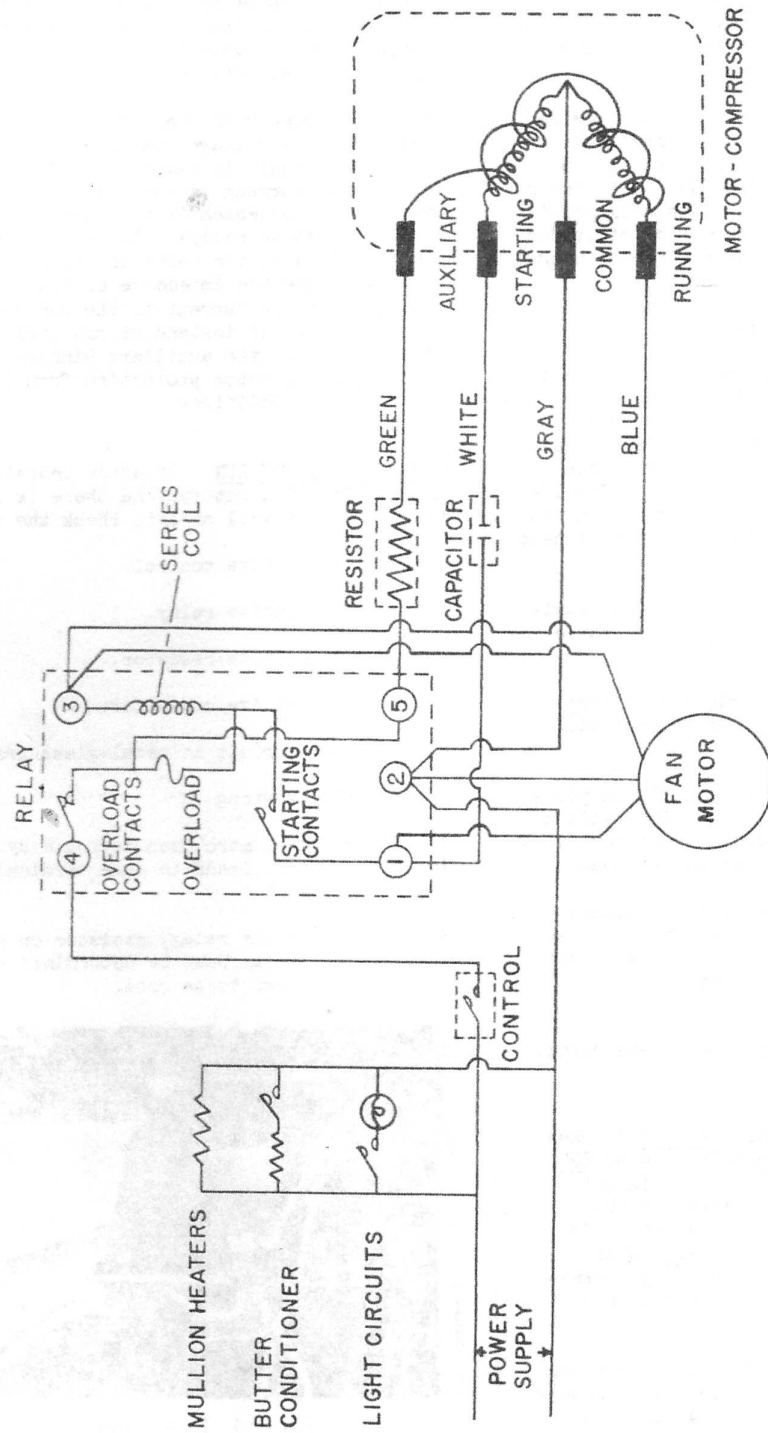 MULLION HEATERS
BUTTER
CONDITIONER
LIGHT CIRCUITS
POWER
SUPPLY
CONTROL
RELAY
4
3
OVERLOAD
CONTACTS
OVERLOAD
STARTING
CONTACTS
1
2
5
SERIES
COIL
FAN
MOTOR
RESISTOR
CAPACITOR
GREEN
WHITE
GRAY
BLUE
AUXILIARY
STARTING
COMMON
RUNNING
MOTOR - COMPRESSOR